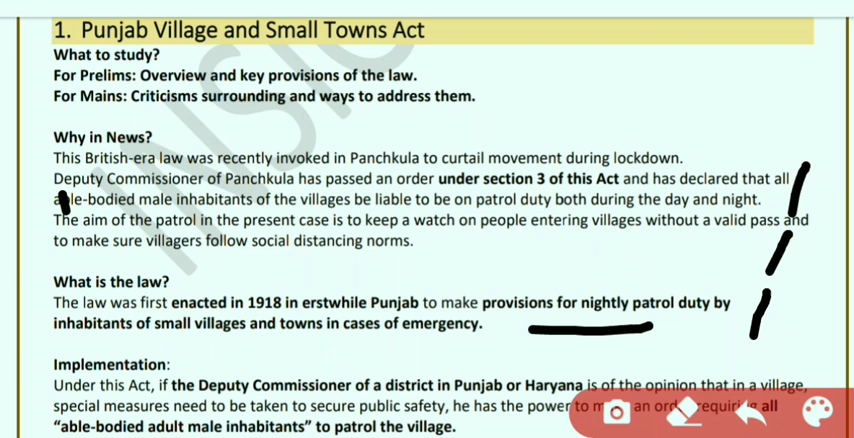 1. Punjab Village and Small Towns Act
What to study?
For Prelims: Overview and key provisions of the law.
For Mains: Criticisms surrounding and ways to address them.
Why in News?
This British-era law was recently invoked in Panchkula to curtail movement during lockdown.
Deputy Commissioner of Panchkula has passed an order under section 3 of this Act and has declared that all
able-bodied male inhabitants of the villages be liable to be on patrol duty both during the day and night.
The aim of the patrol in the present case is to keep a watch on people entering villages without a valid pass and
to make sure villagers follow social distancing norms.
What is the law?
The law was first enacted in 1918 in erstwhile Punjab to make provisions for nightly patrol duty by
inhabitants of small villages and towns in cases of emergency.
Implementation:
Under this Act, if the Deputy Commissioner of a district in Punjab or Haryana is of the opinion that in a village,
special measures need to be taken to secure public safety, he has the power to an all
“able-bodied adult male inhabitants” to patrol the village.